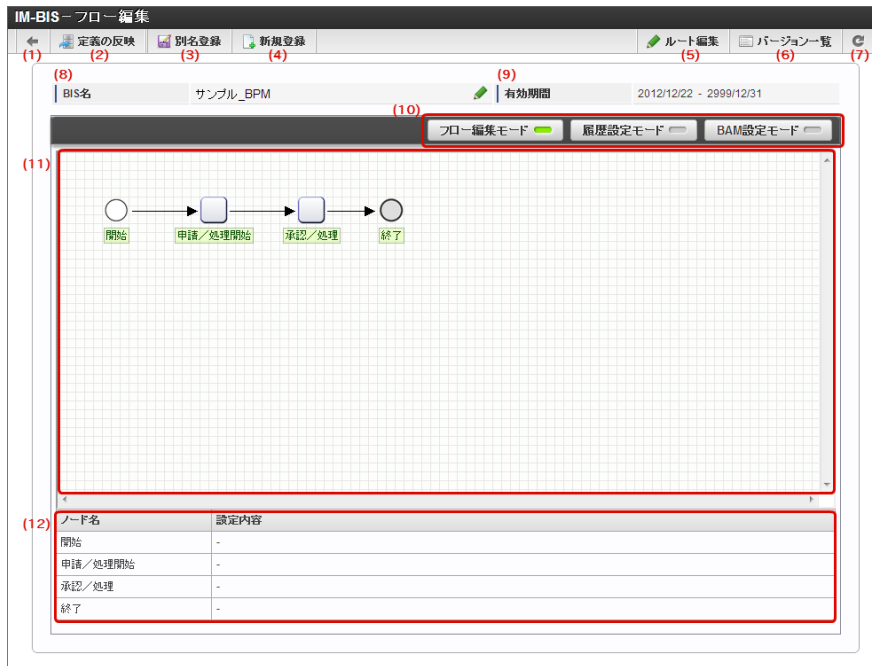 IM-BIS－フロー編集
定義の反映 別名登録 新規登録 ルート編集 バージョン一覧
(1) (2) (3) (4) (5) (6) (7)
(8) (9)
BIS名 サンプル_BPM 有効期間 2012/12/22 - 2999/12/31
(10)
フロー編集モード 履歴設定モード BAM設定モード
(11)
開始 申請／処理開始 承認／処理 終了
(12)
ノード名 設定内容
開始 -
申請／処理開始 -
承認／処理 -
終了 -